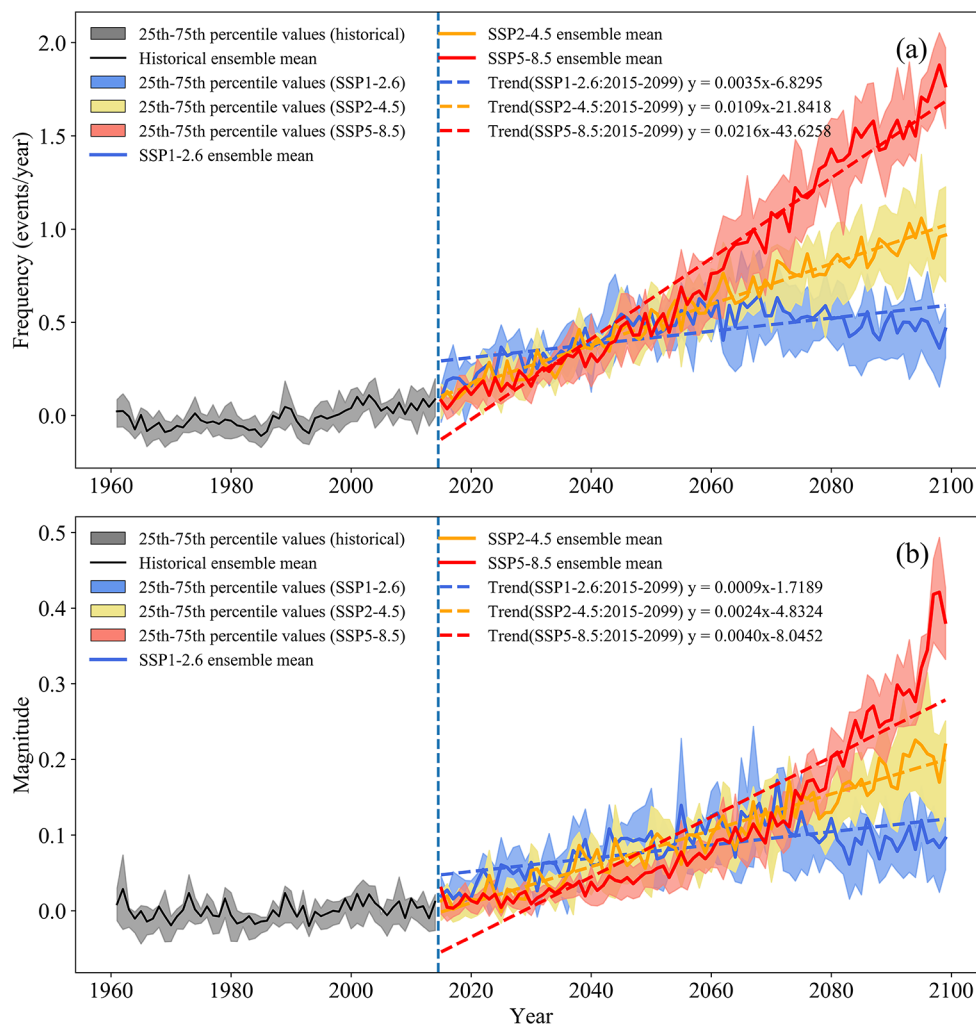 (a)
25th-75th percentile values (historical)
Historical ensemble mean
25th-75th percentile values (SSP1-2.6)
25th-75th percentile values (SSP2-4.5)
25th-75th percentile values (SSP5-8.5)
SSP1-2.6 ensemble mean
SSP2-4.5 ensemble mean
SSP5-8.5 ensemble mean
Trend(SSP1-2.6:2015-2099) y = 0.0035x-6.8295
Trend(SSP2-4.5:2015-2099) y = 0.0109x-21.8418
Trend(SSP5-8.5:2015-2099) y = 0.0216x-43.6258
Frequency (events/year)
2.0
1.5
1.0
0.5
0.0
1960 1980 2000 2020 2040 2060 2080 2100
(b)
25th-75th percentile values (historical)
Historical ensemble mean
25th-75th percentile values (SSP1-2.6)
25th-75th percentile values (SSP2-4.5)
25th-75th percentile values (SSP5-8.5)
SSP1-2.6 ensemble mean
SSP2-4.5 ensemble mean
SSP5-8.5 ensemble mean
Trend(SSP1-2.6:2015-2099) y = 0.0009x-1.7189
Trend(SSP2-4.5:2015-2099) y = 0.0024x-4.8324
Trend(SSP5-8.5:2015-2099) y = 0.0040x-8.0452
Magnitude
0.5
0.4
0.3
0.2
0.1
0.0
1960 1980 2000 2020 2040 2060 2080 2100
Year